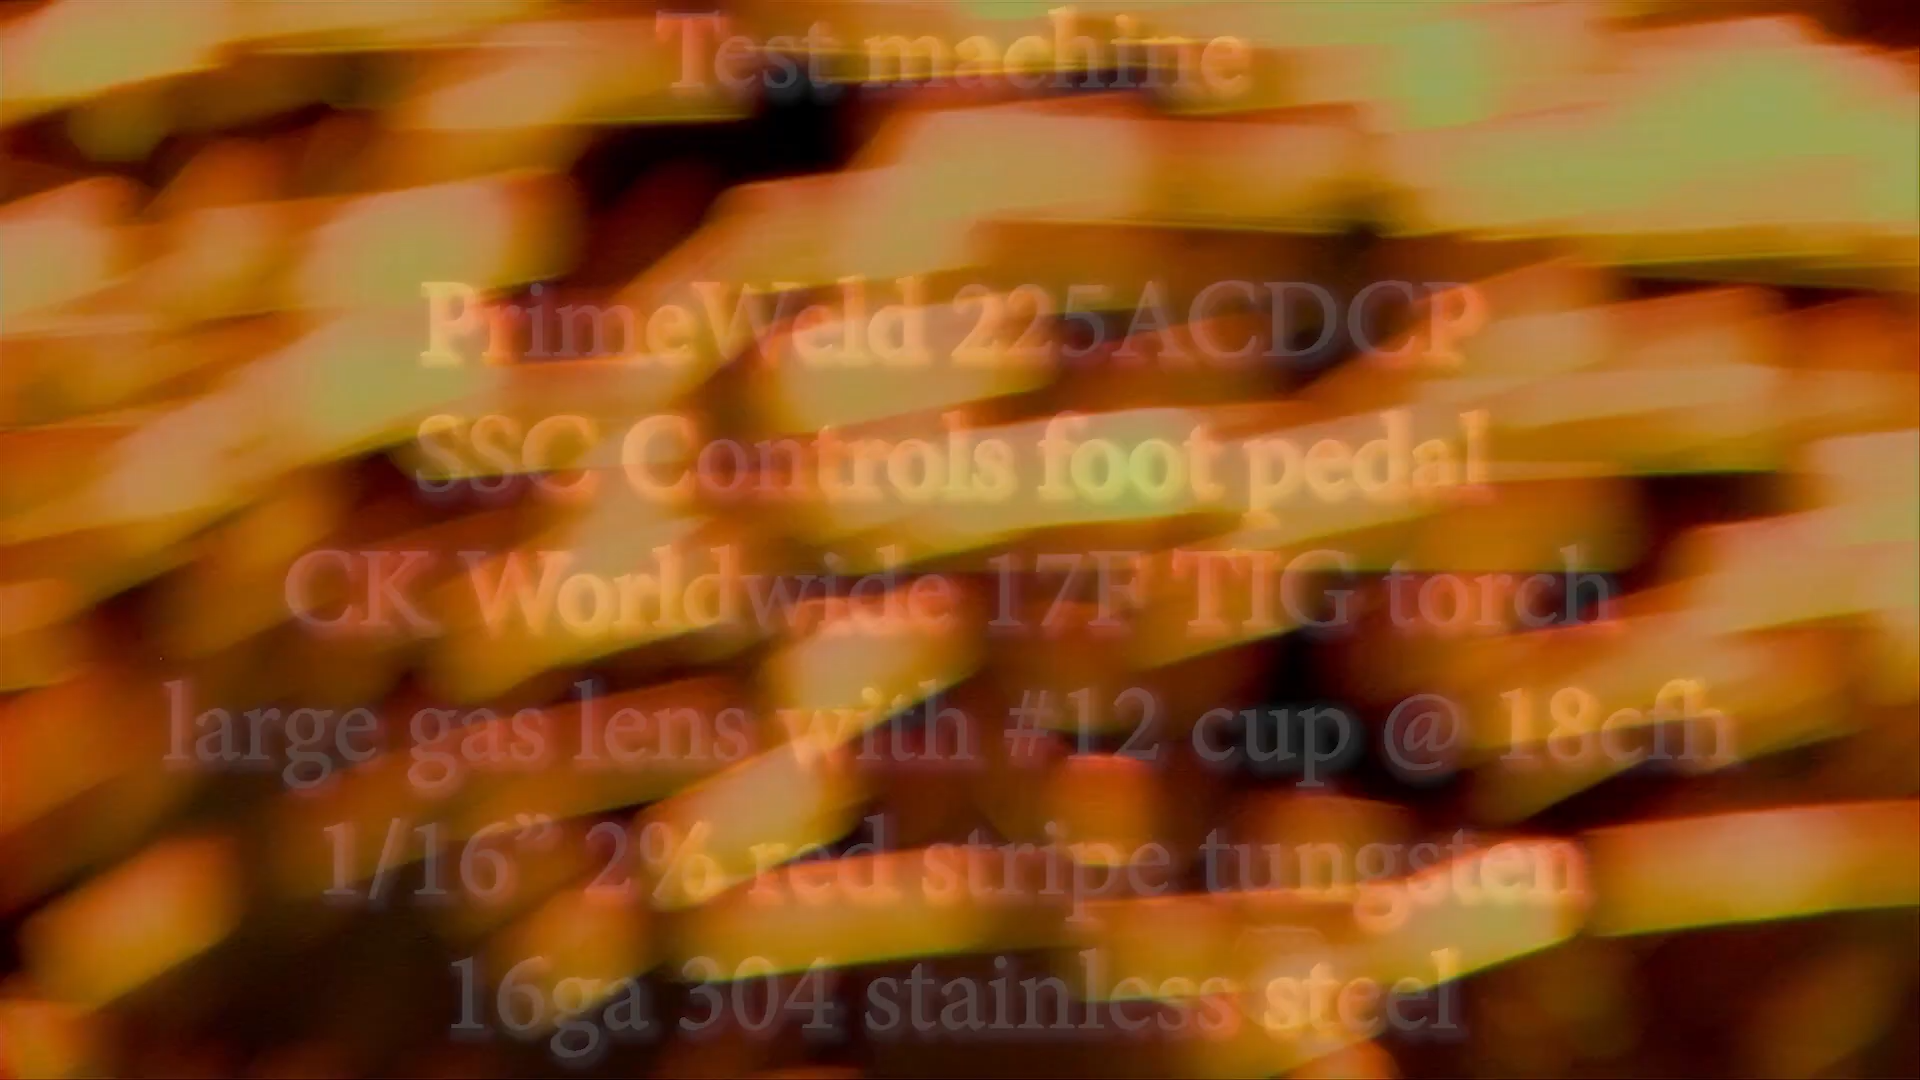 Test machine
PrimeWeld 225ACDCP
SSC Controls foot pedal
CK Worldwide 17F TIG torch
large gas lens with #12 cup @ 18cfh
1/16” 2% red stripe tungsten
16ga 304 stainless steel